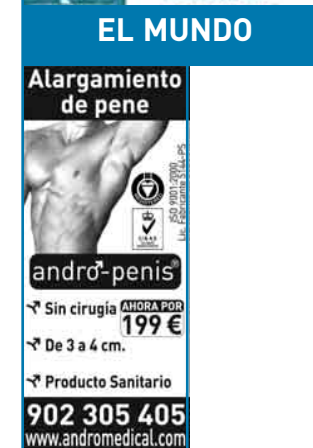 EL MUNDO
Alargamiento
de pene
ISO 9001:2000
Lic. Fabricante 5144-PS
UKAS
andro-penis®
Sin cirugía AHORA POR
199 €
De 3 a 4 cm.
Producto Sanitario
902 305 405
www.andromedical.com